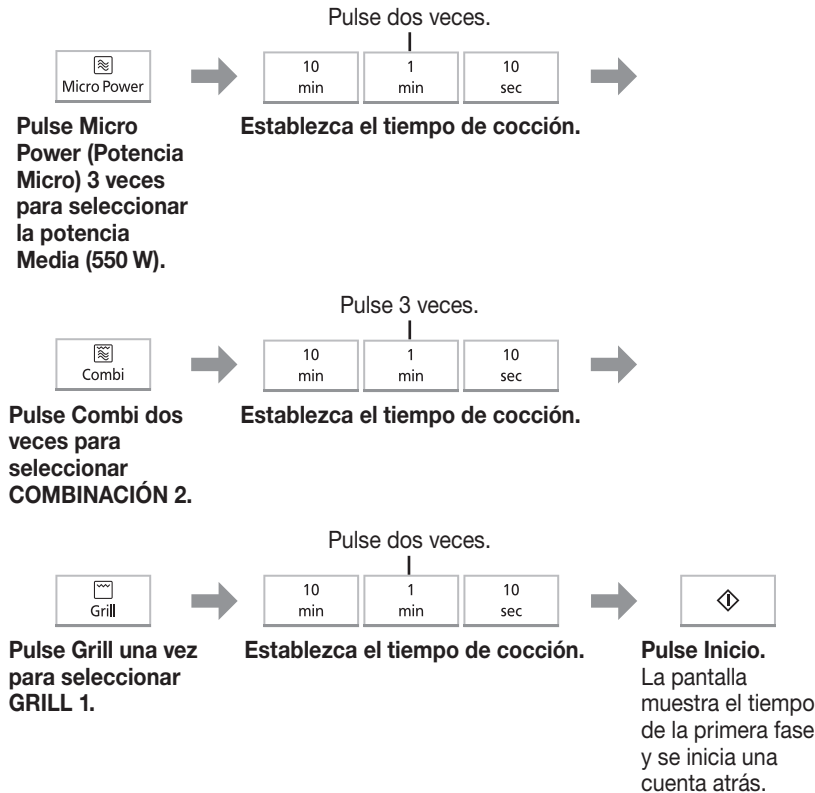 Pulse dos veces.
Micro Power
10 min
1 min
10 sec
Pulse Micro
Power (Potencia
Micro) 3 veces
para seleccionar
la potencia
Media (550 W).
Establezca el tiempo de cocción.
Pulse 3 veces.
Combi
10 min
1 min
10 sec
Pulse Combi dos
veces para
seleccionar
COMBINACIÓN 2.
Establezca el tiempo de cocción.
Pulse dos veces.
Grill
10 min
1 min
10 sec
Pulse Grill una vez
para seleccionar
GRILL 1.
Establezca el tiempo de cocción.
Pulse Inicio.
La pantalla
muestra el tiempo
de la primera fase
y se inicia una
cuenta atrás.